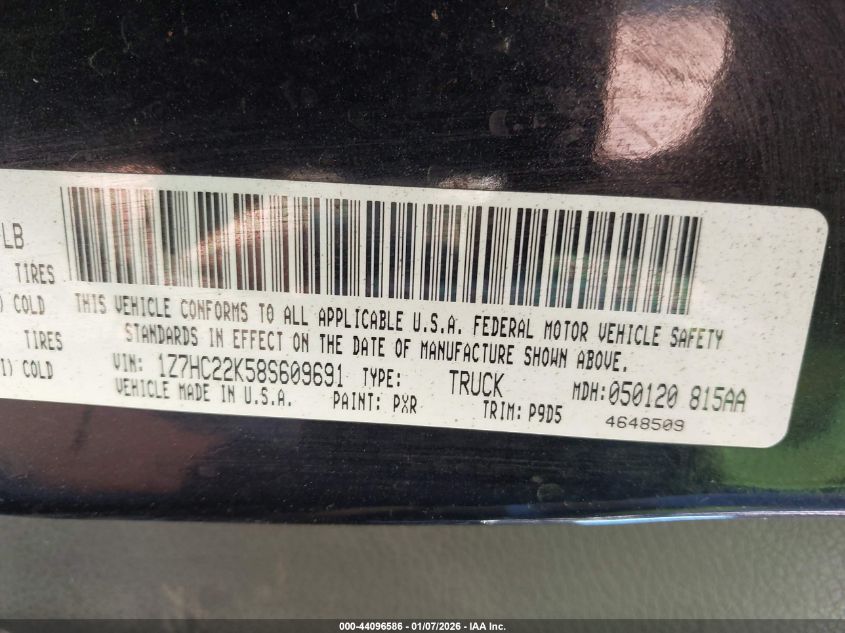 LB
TIRES
) COLD
TIRES
I) COLD
THIS VEHICLE CONFORMS TO ALL APPLICABLE U.S.A. FEDERAL MOTOR VEHICLE SAFETY
STANDARDS IN EFFECT ON THE DATE OF MANUFACTURE SHOWN ABOVE.
VIN: 1Z7HC22K58S609691 TYPE: TRUCK MDH:050120 815AA
VEHICLE MADE IN U.S.A. PAINT: PXR TRIM: P9D5 4648509
000-44096586 - 01/07/2026 - IAA Inc.